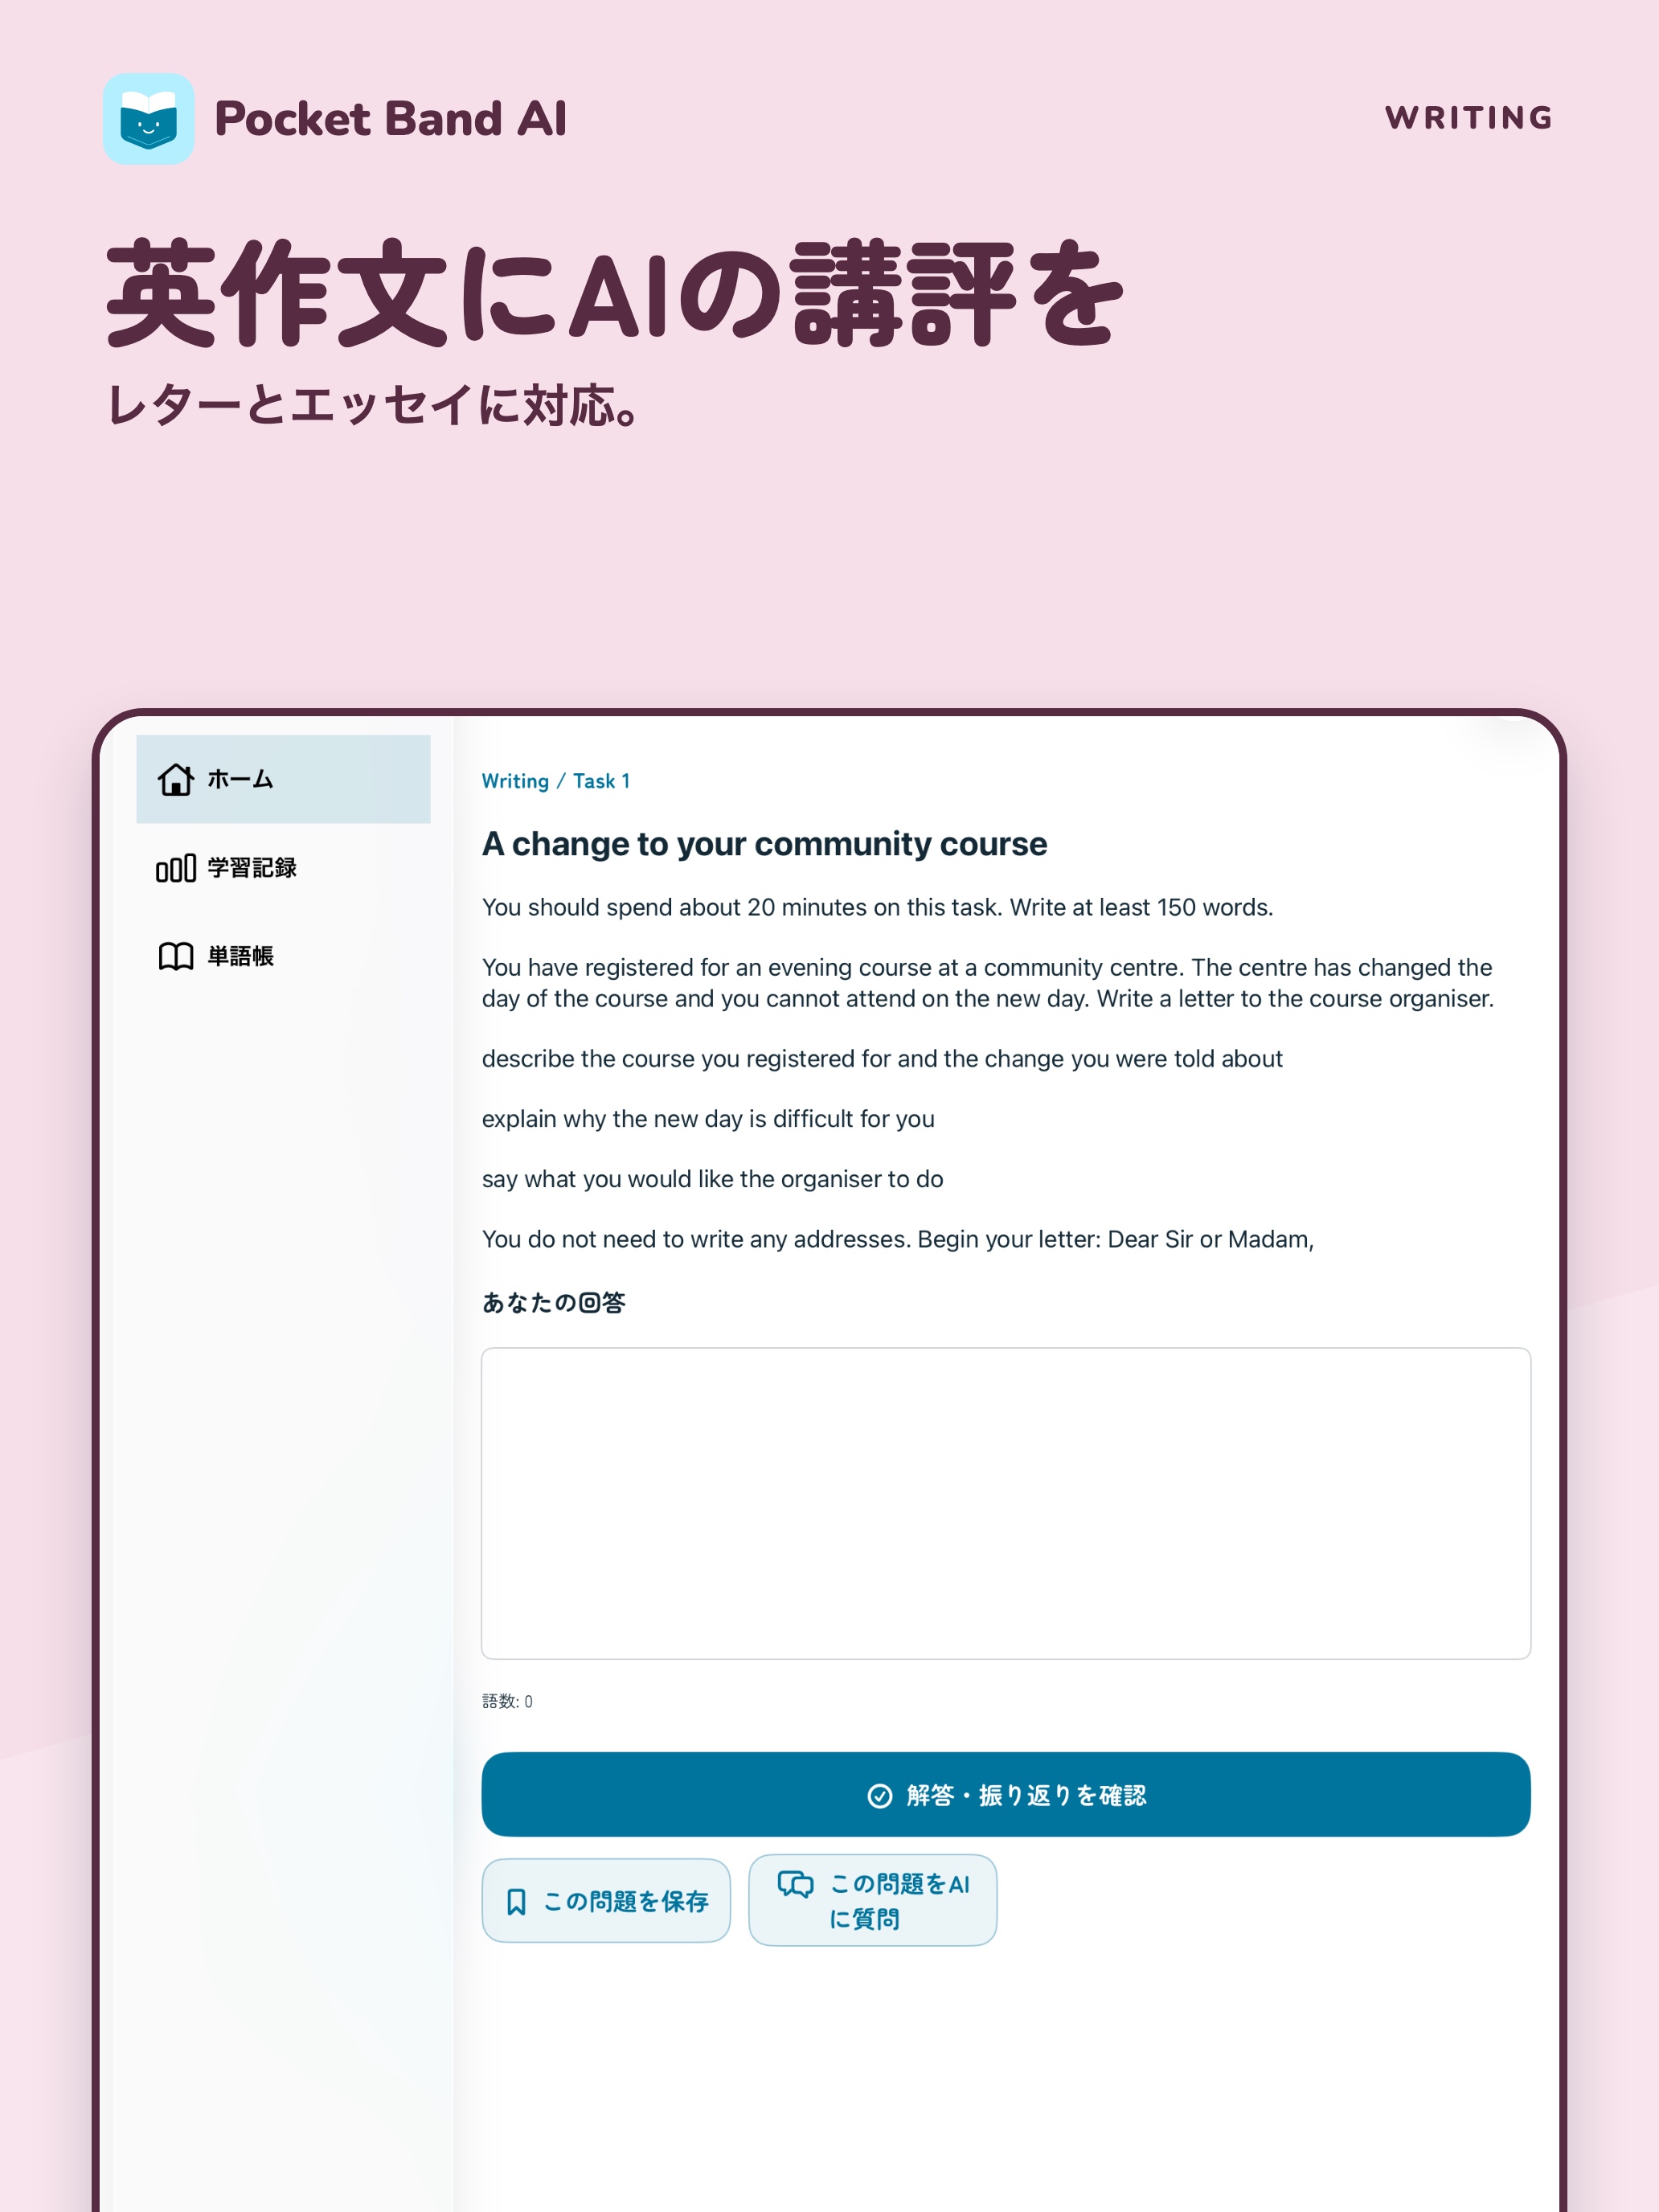 Pocket Band AI
WRITING
英作文にAIの講評を
レターとエッセイに対応。
ホーム
学習記録
単語帳
Writing / Task 1
A change to your community course
You should spend about 20 minutes on this task. Write at least 150 words.
You have registered for an evening course at a community centre. The centre has changed the
day of the course and you cannot attend on the new day. Write a letter to the course organiser.
describe the course you registered for and the change you were told about
explain why the new day is difficult for you
say what you would like the organiser to do
You do not need to write any addresses. Begin your letter: Dear Sir or Madam,
あなたの回答
語数: 0
解答・振り返りを確認
この問題を保存
この問題をAI
に質問